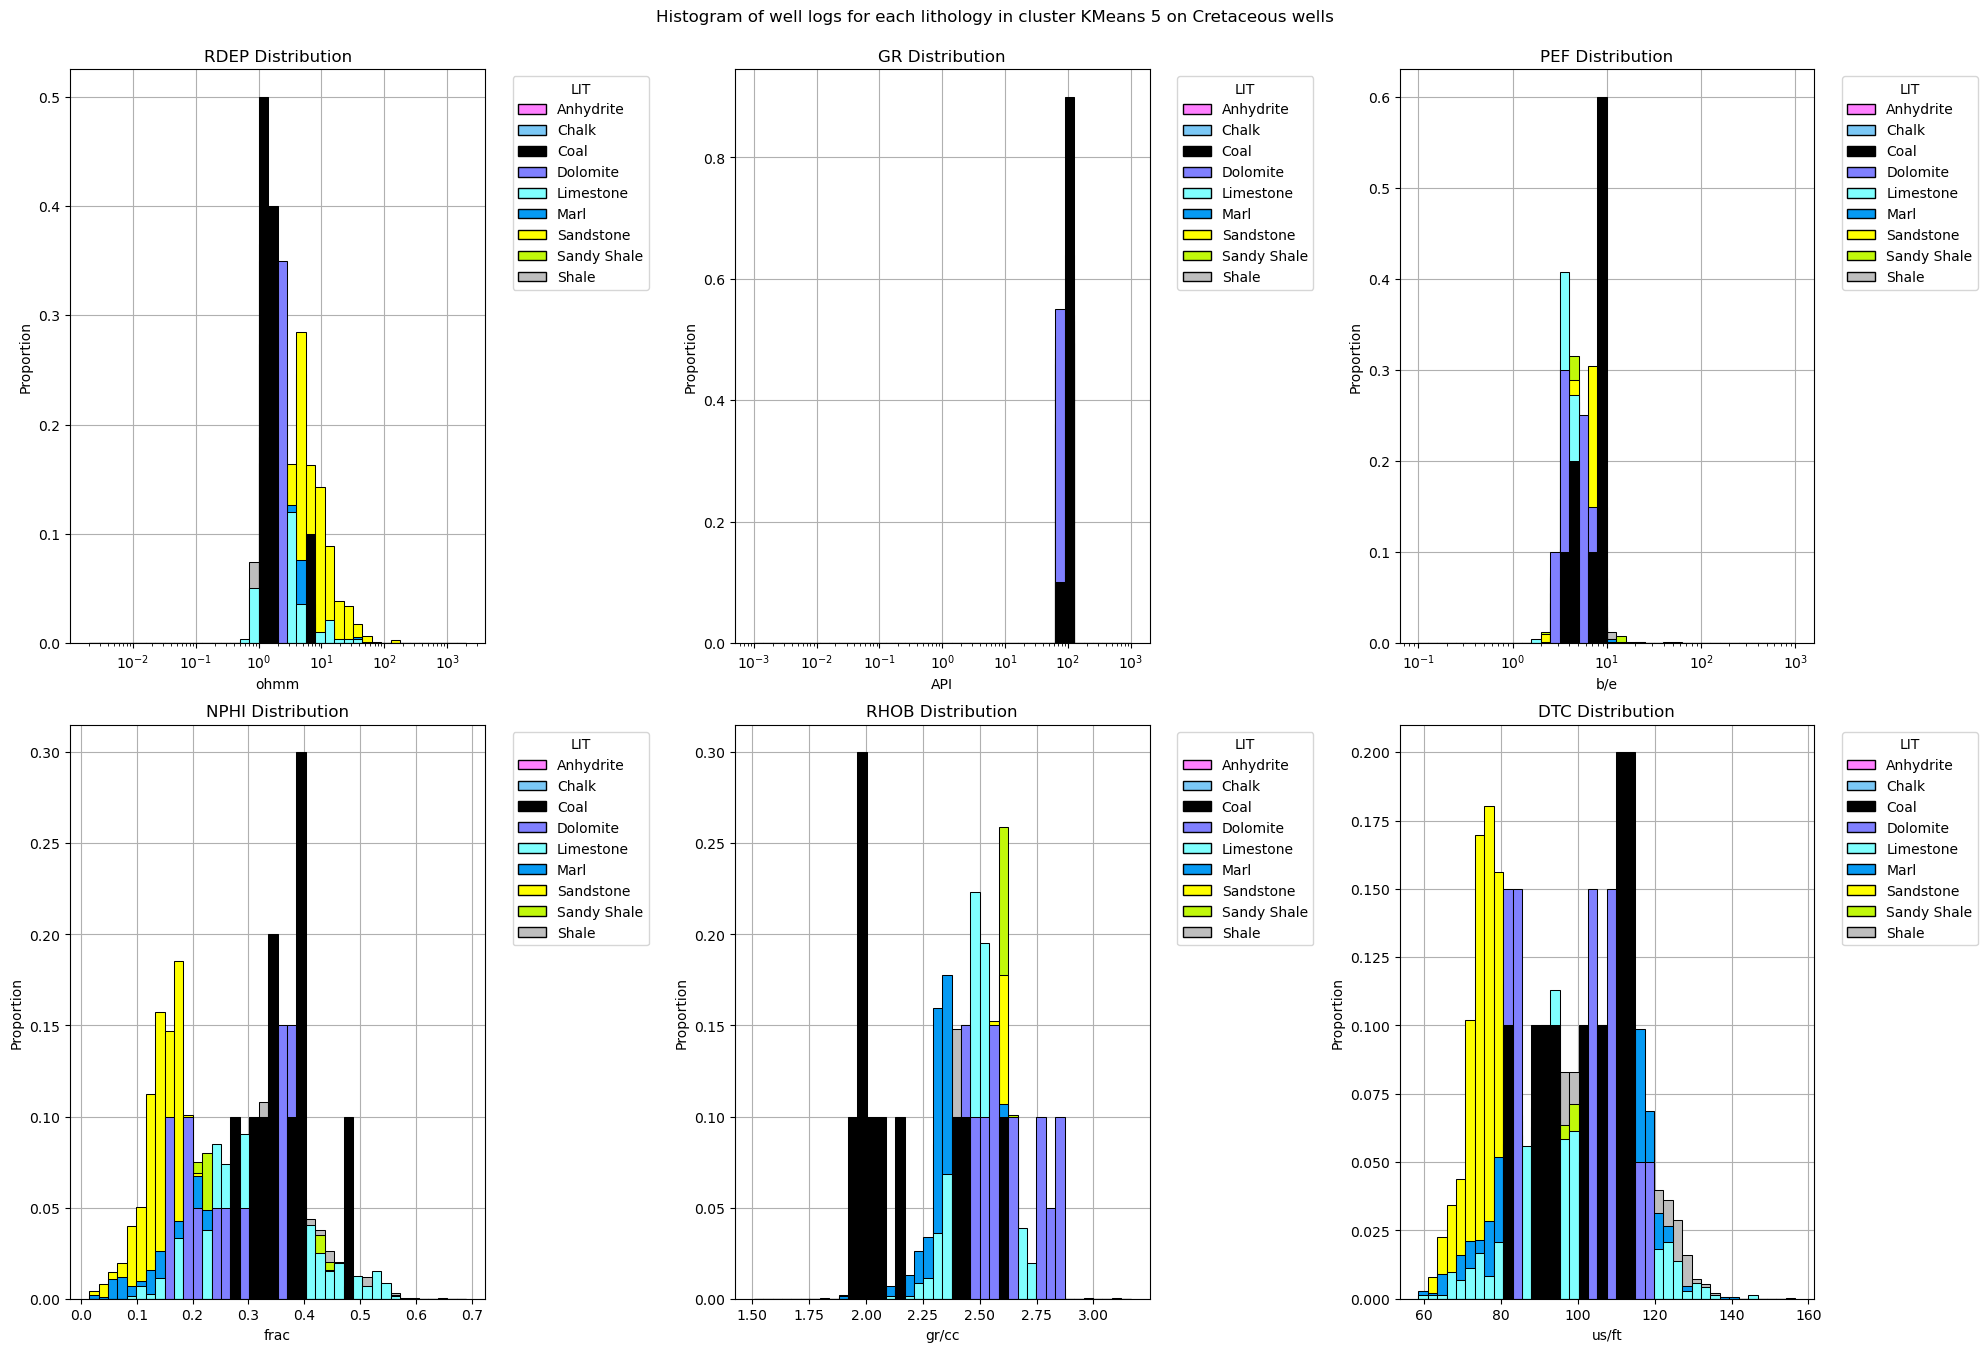 Histogram of well logs for each lithology in cluster KMeans 5 on Cretaceous wells
RDEP Distribution
Proportion
0.5
0.4
0.3
0.2
0.1
0.0
10⁻² 10⁻¹ 10⁰ 10¹ 10² 10³
ohmm
LIT
Anhydrite
Chalk
Coal
Dolomite
Limestone
Marl
Sandstone
Sandy Shale
Shale
GR Distribution
Proportion
0.8
0.6
0.4
0.2
0.0
10⁻³ 10⁻² 10⁻¹ 10⁰ 10¹ 10² 10³
API
LIT
Anhydrite
Chalk
Coal
Dolomite
Limestone
Marl
Sandstone
Sandy Shale
Shale
PEF Distribution
Proportion
0.6
0.5
0.4
0.3
0.2
0.1
0.0
10⁻¹ 10⁰ 10¹ 10² 10³
b/e
LIT
Anhydrite
Chalk
Coal
Dolomite
Limestone
Marl
Sandstone
Sandy Shale
Shale
NPHI Distribution
Proportion
0.30
0.25
0.20
0.15
0.10
0.05
0.00
0.0 0.1 0.2 0.3 0.4 0.5 0.6 0.7
frac
LIT
Anhydrite
Chalk
Coal
Dolomite
Limestone
Marl
Sandstone
Sandy Shale
Shale
RHOB Distribution
Proportion
0.30
0.25
0.20
0.15
0.10
0.05
0.00
1.50 1.75 2.00 2.25 2.50 2.75 3.00
gr/cc
LIT
Anhydrite
Chalk
Coal
Dolomite
Limestone
Marl
Sandstone
Sandy Shale
Shale
DTC Distribution
Proportion
0.200
0.175
0.150
0.125
0.100
0.075
0.050
0.025
0.000
60 80 100 120 140 160
us/ft
LIT
Anhydrite
Chalk
Coal
Dolomite
Limestone
Marl
Sandstone
Sandy Shale
Shale